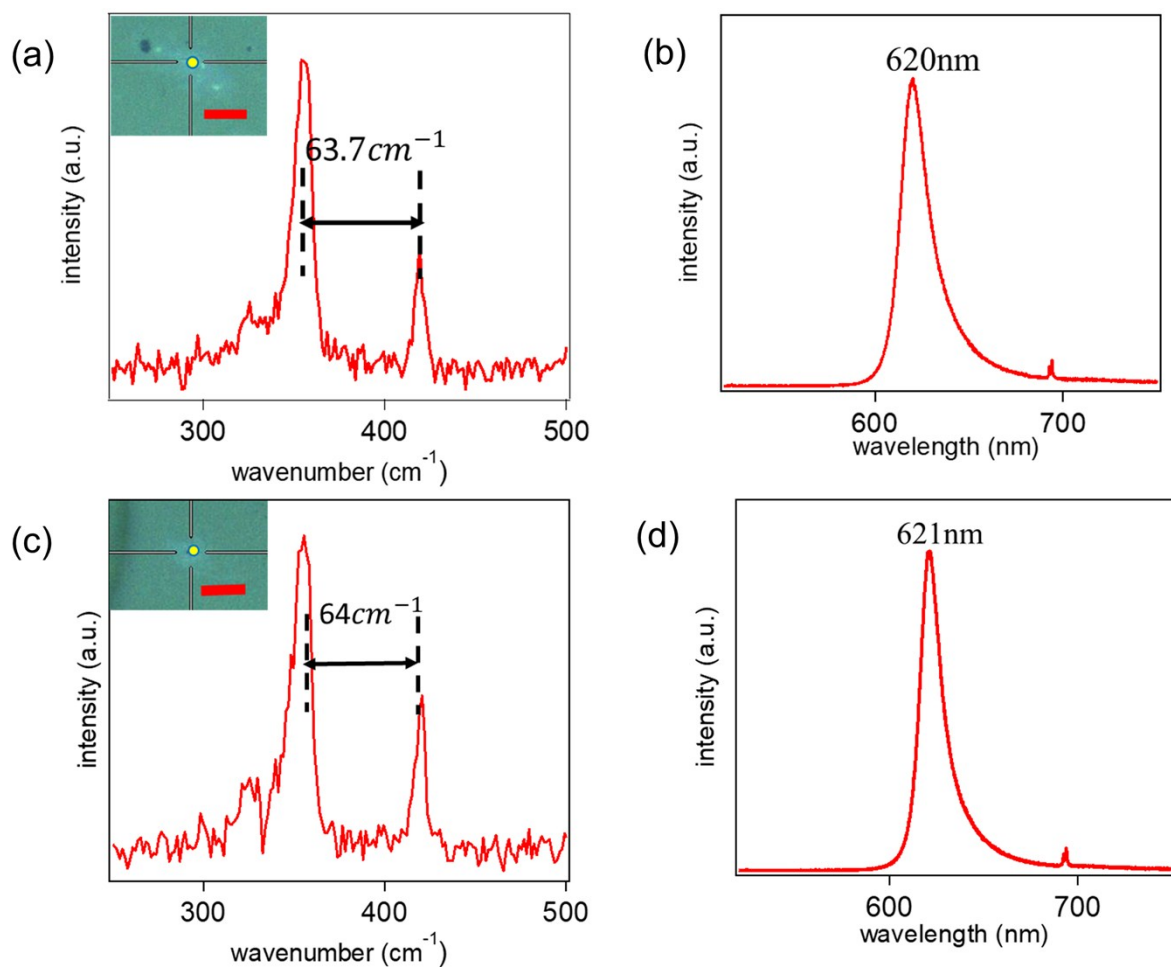 (a)
63.7cm⁻¹
intensity (a.u.)
300 400 500
wavenumber (cm⁻¹)
(b)
620nm
intensity (a.u.)
600 700
wavelength (nm)
(c)
64cm⁻¹
intensity (a.u.)
300 400 500
wavenumber (cm⁻¹)
(d)
621nm
intensity (a.u.)
600 700
wavelength (nm)